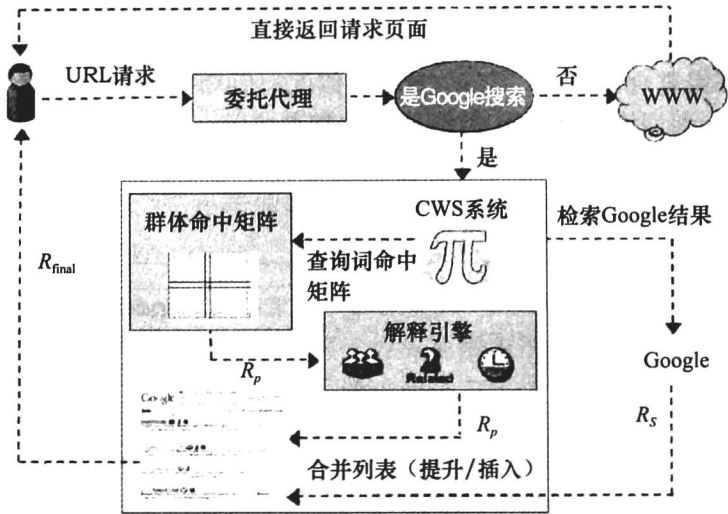 直接返回请求页面
URL请求
委托代理
是Google搜索
否
WWW
是
群体命中矩阵
CWS系统
π
检索Google结果
查询词命中
矩阵
R_final
解释引擎
Related
R_p
Google
Google
R_p
R_S
合并列表（提升/插入）